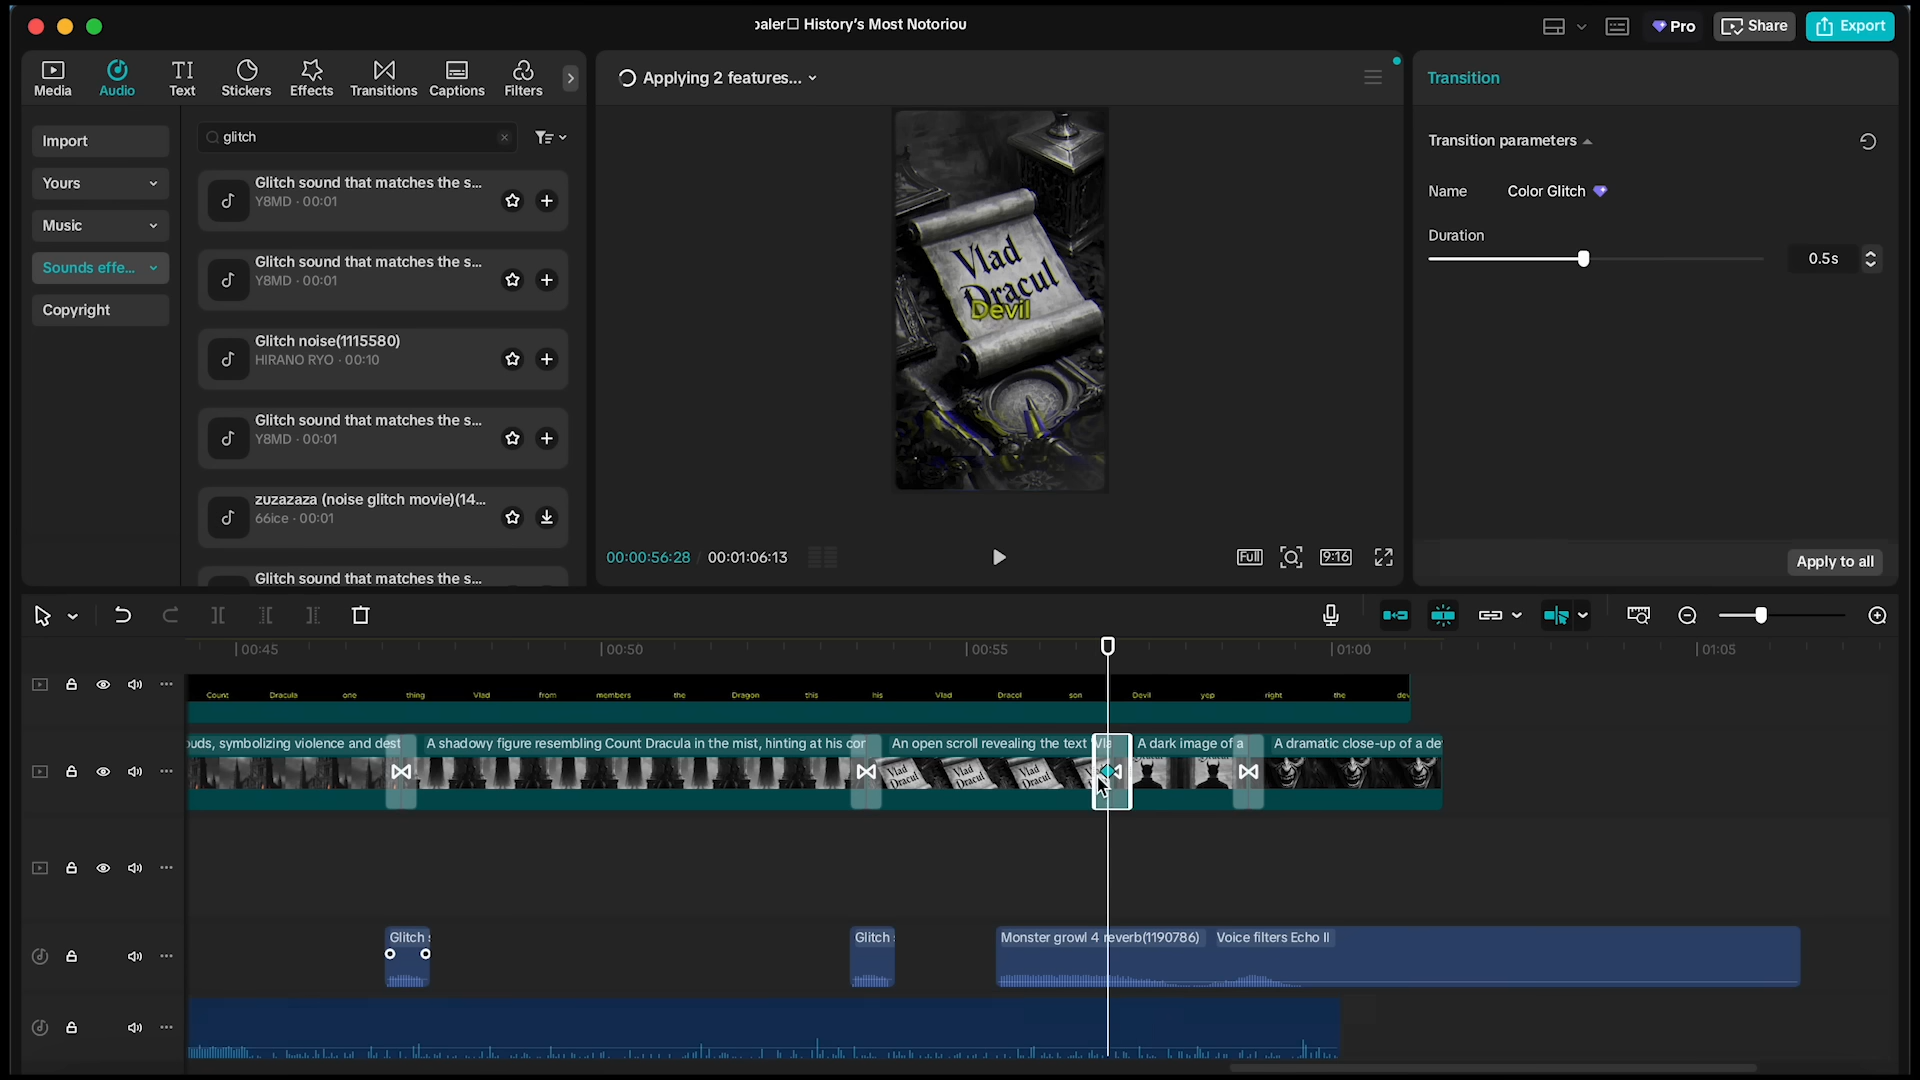 History's Most Notoriou
Pro
Share
Export
Media
Audio
Text
Stickers
Effects
Transitions
Captions
Filters
Applying 2 features...
Transition
Import
Yours
Music
Sounds effe...
Copyright
glitch
Glitch sound that matches the s...
Y8MD · 00:01
Glitch sound that matches the s...
Y8MD · 00:01
Glitch noise(1115580)
HIRANO RYO · 00:10
Glitch sound that matches the s...
Y8MD · 00:01
zuzazaza (noise glitch movie)(14...
66ice · 00:01
Glitch sound that matches the s...
Vlad
Dracul
Devil
00:00:56:28 / 00:01:06:13
Full
9:16
Transition parameters
Name Color Glitch
Duration
0.5s
Apply to all
00:45 00:50 00:55 01:00 01:05
Count Dracula one thing Vlad from members the Dragon this his Vlad Dracol son Devil yep right the dev
ouds, symbolizing violence and dest
A shadowy figure resembling Count Dracula in the mist, hinting at his cor
An open scroll revealing the text Vla
A dark image of a
A dramatic close-up of a de
Vlad Dracul
Vlad Dracul
Vlad Dracul
Vlad Dracul
Glitch s
Glitch
Monster growl 4 reverb(1190786) Voice filters Echo II